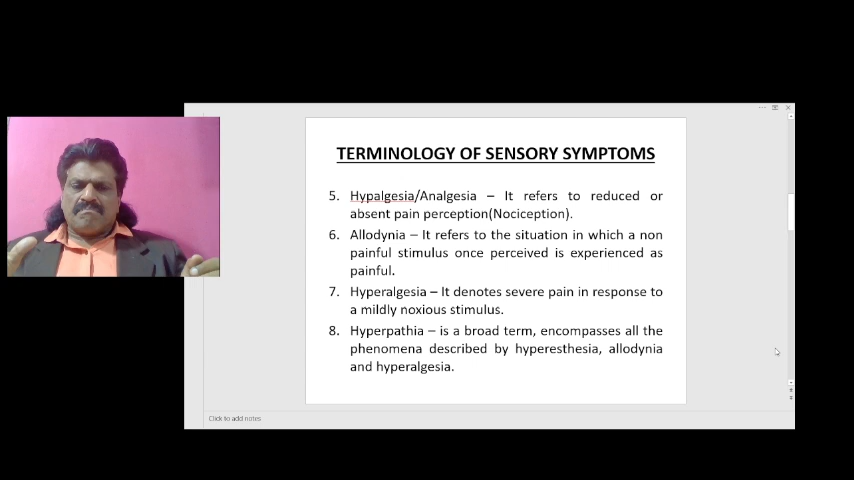 TERMINOLOGY OF SENSORY SYMPTOMS
5. Hypalgesia/Analgesia – It refers to reduced or
absent pain perception(Nociception).
6. Allodynia – It refers to the situation in which a non
painful stimulus once perceived is experienced as
painful.
7. Hyperalgesia – It denotes severe pain in response to
a mildly noxious stimulus.
8. Hyperpathia – is a broad term, encompasses all the
phenomena described by hyperesthesia, allodynia
and hyperalgesia.
Click to add notes